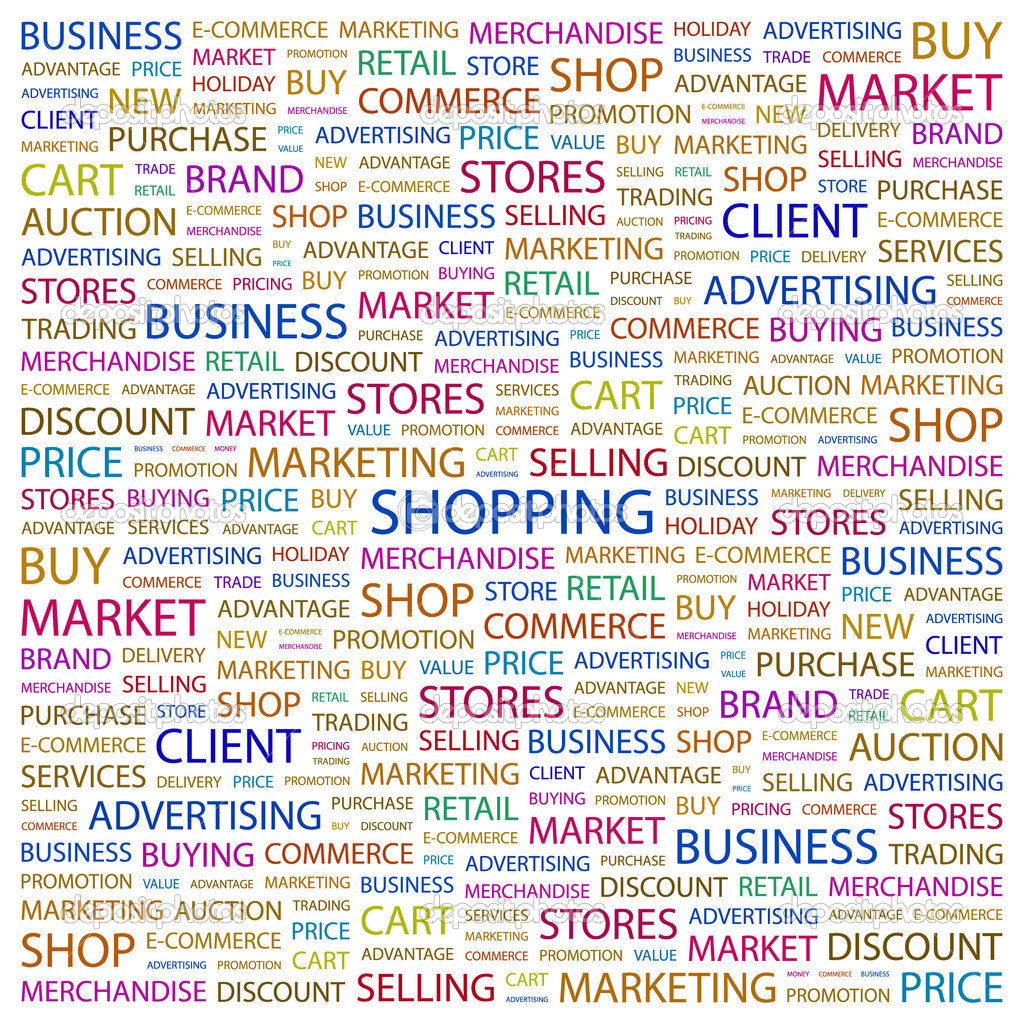 BUSINESS E-COMMERCE MARKETING MERCHANDISE HOLIDAY ADVERTISING BUY
ADVANTAGE PRICE MARKET PROMOTION RETAIL STORE SHOP BUSINESS TRADE COMMERCE
ADVERTISING NEW HOLIDAY BUY COMMERCE ADVANTAGE MARKET
CLIENT MARKETING MERCHANDISE PROMOTION E-COMMERCE MERCHANDISE NEW DELIVERY BRAND
MARKETING PURCHASE PRICE VALUE ADVERTISING PRICE VALUE BUY MARKETING SELLING MERCHANDISE
CART TRADE RETAIL BRAND NEW SHOP ADVANTAGE E-COMMERCE STORES SELLING RETAIL SHOP STORE PURCHASE
AUCTION E-COMMERCE MERCHANDISE SHOP BUSINESS SELLING TRADING AUCTION PRICING TRADING CLIENT E-COMMERCE
ADVERTISING SELLING BUY PRICE ADVANTAGE CLIENT MARKETING PROMOTION PRICE DELIVERY SERVICES
STORES COMMERCE PRICING BUY PROMOTION BUYING RETAIL PURCHASE DISCOUNT BUY ADVERTISING SELLING COMMERCE
TRADING BUSINESS MARKET PURCHASE E-COMMERCE ADVERTISING PRICE COMMERCE BUYING BUSINESS
MERCHANDISE RETAIL DISCOUNT MERCHANDISE BUSINESS MARKETING ADVANTAGE VALUE PROMOTION
E-COMMERCE ADVANTAGE ADVERTISING STORES SERVICES MARKETING CART TRADING PRICE AUCTION MARKETING
DISCOUNT MARKET VALUE PROMOTION COMMERCE ADVANTAGE CART E-COMMERCE PROMOTION ADVERTISING SHOP
PRICE BUSINESS COMMERCE MONEY PROMOTION MARKETING CART ADVERTISING SELLING DISCOUNT MERCHANDISE
STORES BUYING PRICE BUY SHOPPING BUSINESS MARKETING DELIVERY SELLING
ADVANTAGE SERVICES ADVANTAGE CART HOLIDAY STORES ADVERTISING
BUY ADVERTISING HOLIDAY MERCHANDISE MARKETING E-COMMERCE BUSINESS
COMMERCE TRADE BUSINESS SHOP STORE RETAIL PROMOTION MARKET PRICE ADVANTAGE
MARKET ADVANTAGE COMMERCE BUY HOLIDAY NEW ADVERTISING
NEW E-COMMERCE MERCHANDISE PROMOTION MERCHANDISE MARKETING CLIENT
BRAND DELIVERY MARKETING BUY VALUE PRICE ADVERTISING PRICE VALUE PURCHASE MARKETING
MERCHANDISE SELLING SHOP RETAIL SELLING STORES ADVANTAGE NEW BRAND TRADE RETAIL CART
PURCHASE STORE TRADING E-COMMERCE SHOP
E-COMMERCE CLIENT PRICING TRADING AUCTION SELLING BUSINESS SHOP E-COMMERCE MERCHANDISE AUCTION
SERVICES DELIVERY PRICE PROMOTION MARKETING CLIENT ADVANTAGE BUY PRICE SELLING ADVERTISING
SELLING COMMERCE ADVERTISING BUY PURCHASE DISCOUNT RETAIL BUYING PROMOTION BUY PRICING COMMERCE STORES
BUSINESS BUYING COMMERCE E-COMMERCE PRICE MARKET ADVERTISING PURCHASE BUSINESS TRADING
PROMOTION VALUE ADVANTAGE MARKETING BUSINESS MERCHANDISE DISCOUNT RETAIL MERCHANDISE
MARKETING AUCTION TRADING PRICE CART SERVICES MARKETING STORES ADVERTISING ADVANTAGE E-COMMERCE
SHOP E-COMMERCE ADVERTISING PROMOTION CART ADVANTAGE COMMERCE PROMOTION VALUE MARKET DISCOUNT
MERCHANDISE DISCOUNT SELLING CART ADVERTISING MARKETING MONEY COMMERCE BUSINESS PROMOTION PRICE
depositphotos